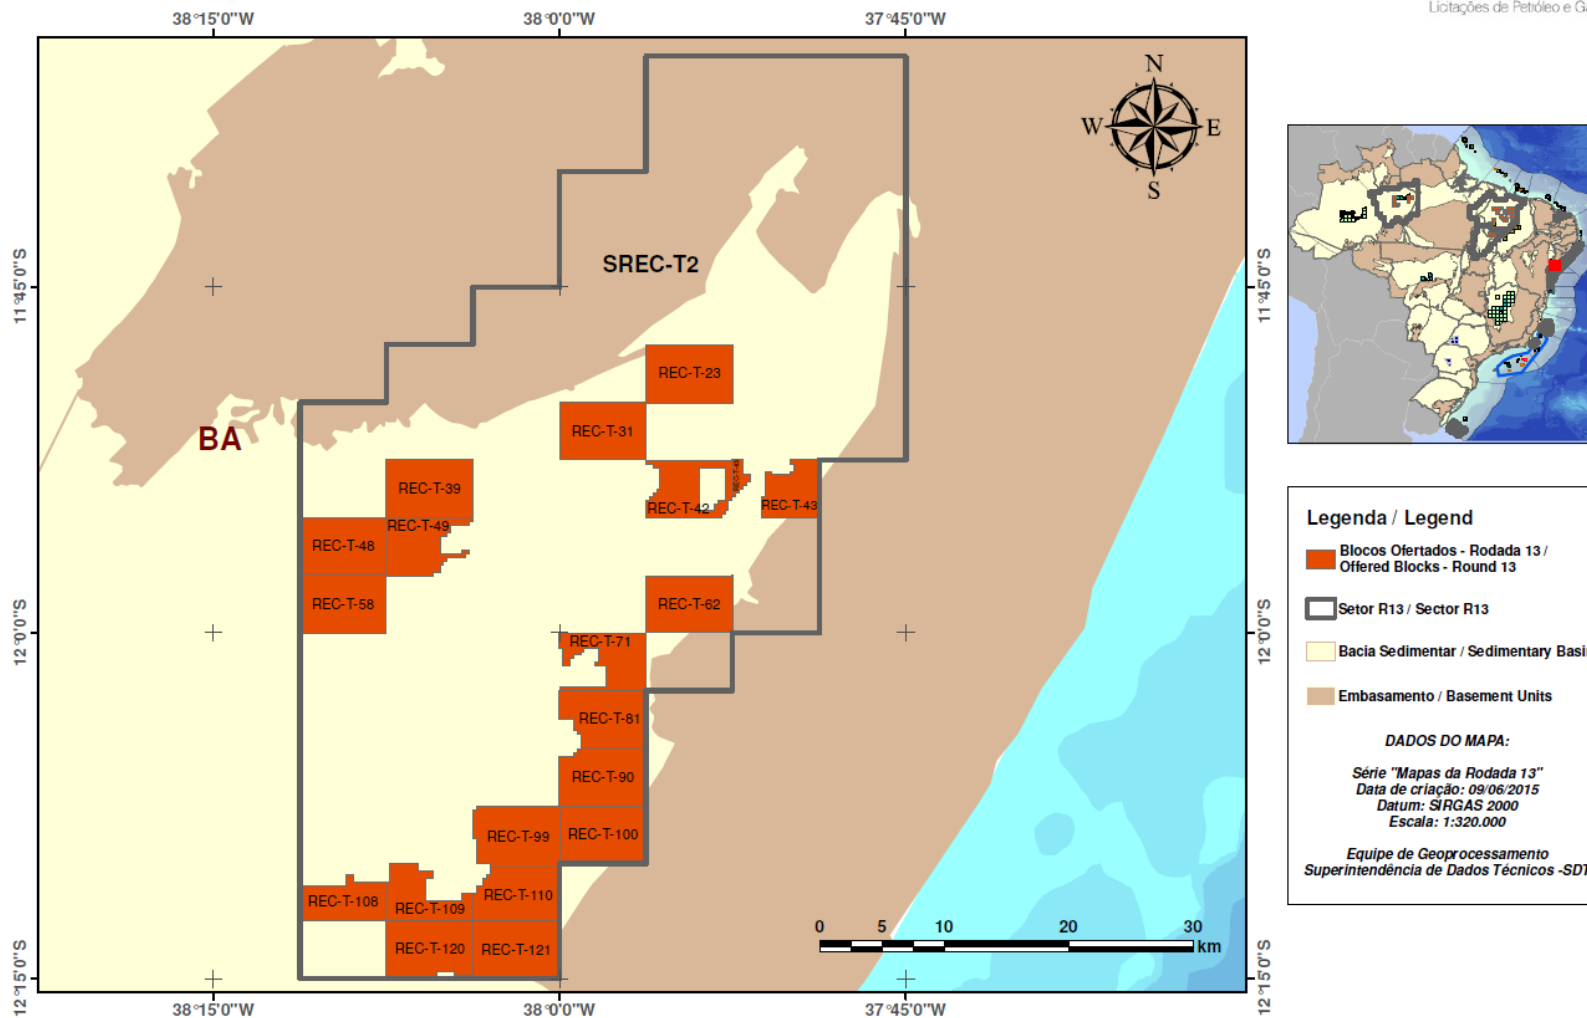 Licitações de Petróleo e Gá
38°15'0"W
38°0'0"W
37°45'0"W
N
W
E
S
SREC-T2
11°45'0"S
11°45'0"S
REC-T-23
REC-T-31
BA
REC-T-39
REC-T-42
REC-T-43
REC-T-49
REC-T-48
REC-T-58
REC-T-62
12°0'0"S
12°0'0"S
REC-T-71
REC-T-81
REC-T-90
REC-T-99
REC-T-100
REC-T-108
REC-T-109
REC-T-110
REC-T-120
REC-T-121
0 5 10 20 30
km
12°15'0"S
12°15'0"S
38°15'0"W
38°0'0"W
37°45'0"W
Legenda / Legend
Blocos Ofertados - Rodada 13 /
Offered Blocks - Round 13
Setor R13 / Sector R13
Bacia Sedimentar / Sedimentary Basin
Embasamento / Basement Units
DADOS DO MAPA:
Série "Mapas da Rodada 13"
Data de criação: 09/06/2015
Datum: SIRGAS 2000
Escala: 1:320.000
Equipe de Geoprocessamento
Superintendência de Dados Técnicos -SDT